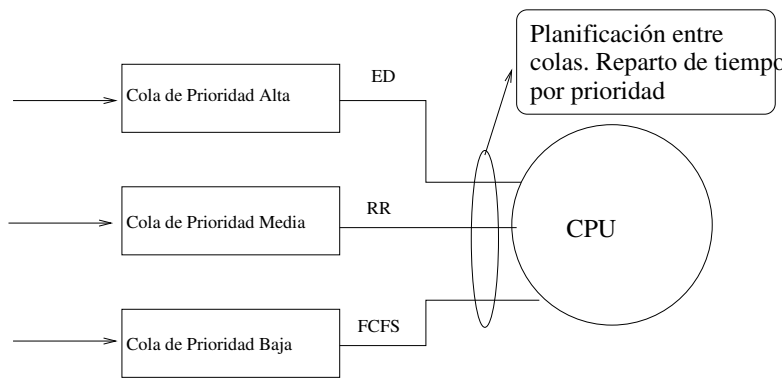 Planificación entre
colas. Reparto de tiempo
por prioridad
ED
Cola de Prioridad Alta
RR
Cola de Prioridad Media
CPU
FCFS
Cola de Prioridad Baja